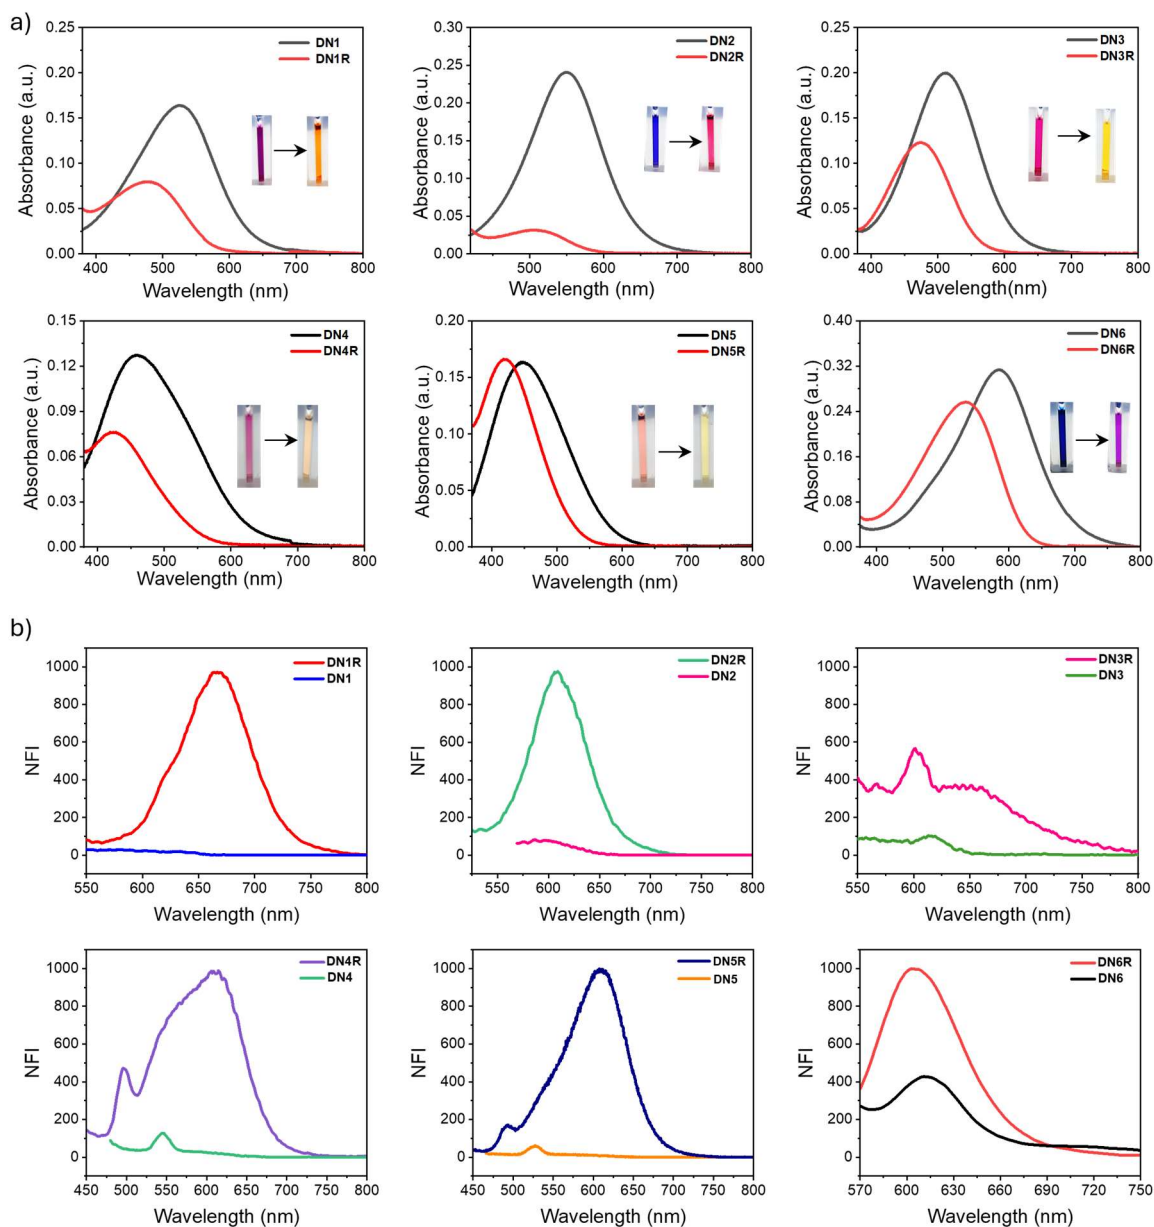 a)
0.25
0.20
0.15
0.10
0.05
0.00
Absorbance (a.u.)
DN1
DN1R
400 500 600 700 800
Wavelength (nm)
0.30
0.25
0.20
0.15
0.10
0.05
0.00
Absorbance (a.u.)
DN2
DN2R
500 600 700 800
Wavelength (nm)
0.25
0.20
0.15
0.10
0.05
0.00
Absorbance (a.u.)
DN3
DN3R
400 500 600 700 800
Wavelength(nm)
0.15
0.12
0.09
0.06
0.03
0.00
Absorbance (a.u.)
DN4
DN4R
400 500 600 700 800
Wavelength (nm)
0.20
0.15
0.10
0.05
0.00
Absorbance (a.u.)
DN5
DN5R
400 500 600 700 800
Wavelength (nm)
0.40
0.32
0.24
0.16
0.08
0.00
Absorbance (a.u.)
DN6
DN6R
400 500 600 700 800
Wavelength (nm)
b)
1000
800
600
400
200
0
NFI
DN1R
DN1
550 600 650 700 750 800
Wavelength (nm)
1000
800
600
400
200
0
NFI
DN2R
DN2
550 600 650 700 750 800
Wavelength (nm)
1000
800
600
400
200
0
NFI
DN3R
DN3
550 600 650 700 750 800
Wavelength (nm)
1000
800
600
400
200
0
NFI
DN4R
DN4
450 500 550 600 650 700 750 800
Wavelength (nm)
1000
800
600
400
200
0
NFI
DN5R
DN5
450 500 550 600 650 700 750 800
Wavelength (nm)
1000
800
600
400
200
0
NFI
DN6R
DN6
570 600 630 660 690 720 750
Wavelength (nm)